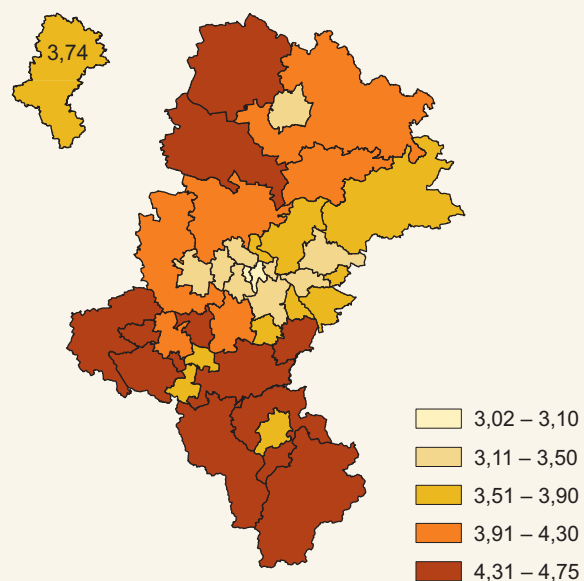 3,74
3,02 – 3,10
3,11 – 3,50
3,51 – 3,90
3,91 – 4,30
4,31 – 4,75